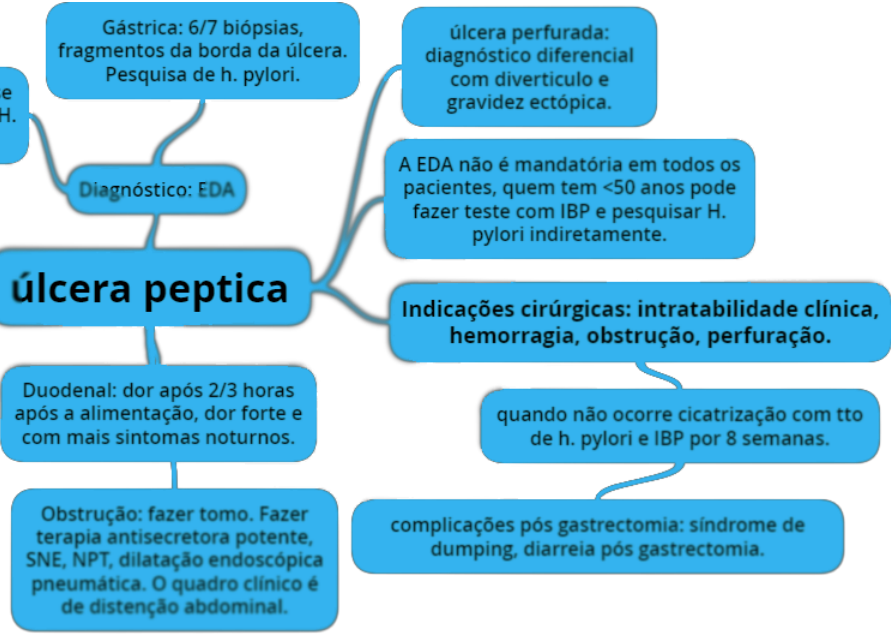 Gástrica: 6/7 biópsias,
fragmentos da borda da úlcera.
Pesquisa de h. pylori.
se
H.
Diagnóstico: EDA
úlcera peptica
Duodenal: dor após 2/3 horas
após a alimentação, dor forte e
com mais sintomas noturnos.
Obstrução: fazer tomo. Fazer
terapia antisecretora potente,
SNE, NPT, dilatação endoscópica
pneumática. O quadro clínico é
de distenção abdominal.
úlcera perfurada:
diagnóstico diferencial
com diverticulo e
gravidez ectópica.
A EDA não é mandatória em todos os
pacientes, quem tem <50 anos pode
fazer teste com IBP e pesquisar H.
pylori indiretamente.
Indicações cirúrgicas: intratabilidade clínica,
hemorragia, obstrução, perfuração.
quando não ocorre cicatrização com tto
de h. pylori e IBP por 8 semanas.
complicações pós gastrectomia: síndrome de
dumping, diarreia pós gastrectomia.